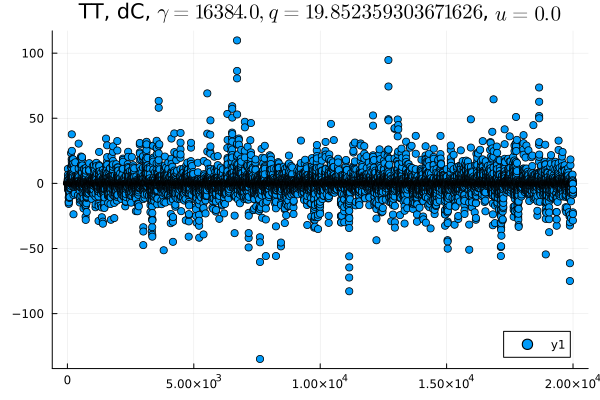 TT, dC, γ = 16384.0, q = 19.852359303671626, u = 0.0
100
50
0
−50
−100
0 5.00×10³ 1.00×10⁴ 1.50×10⁴ 2.00×10⁴
y1